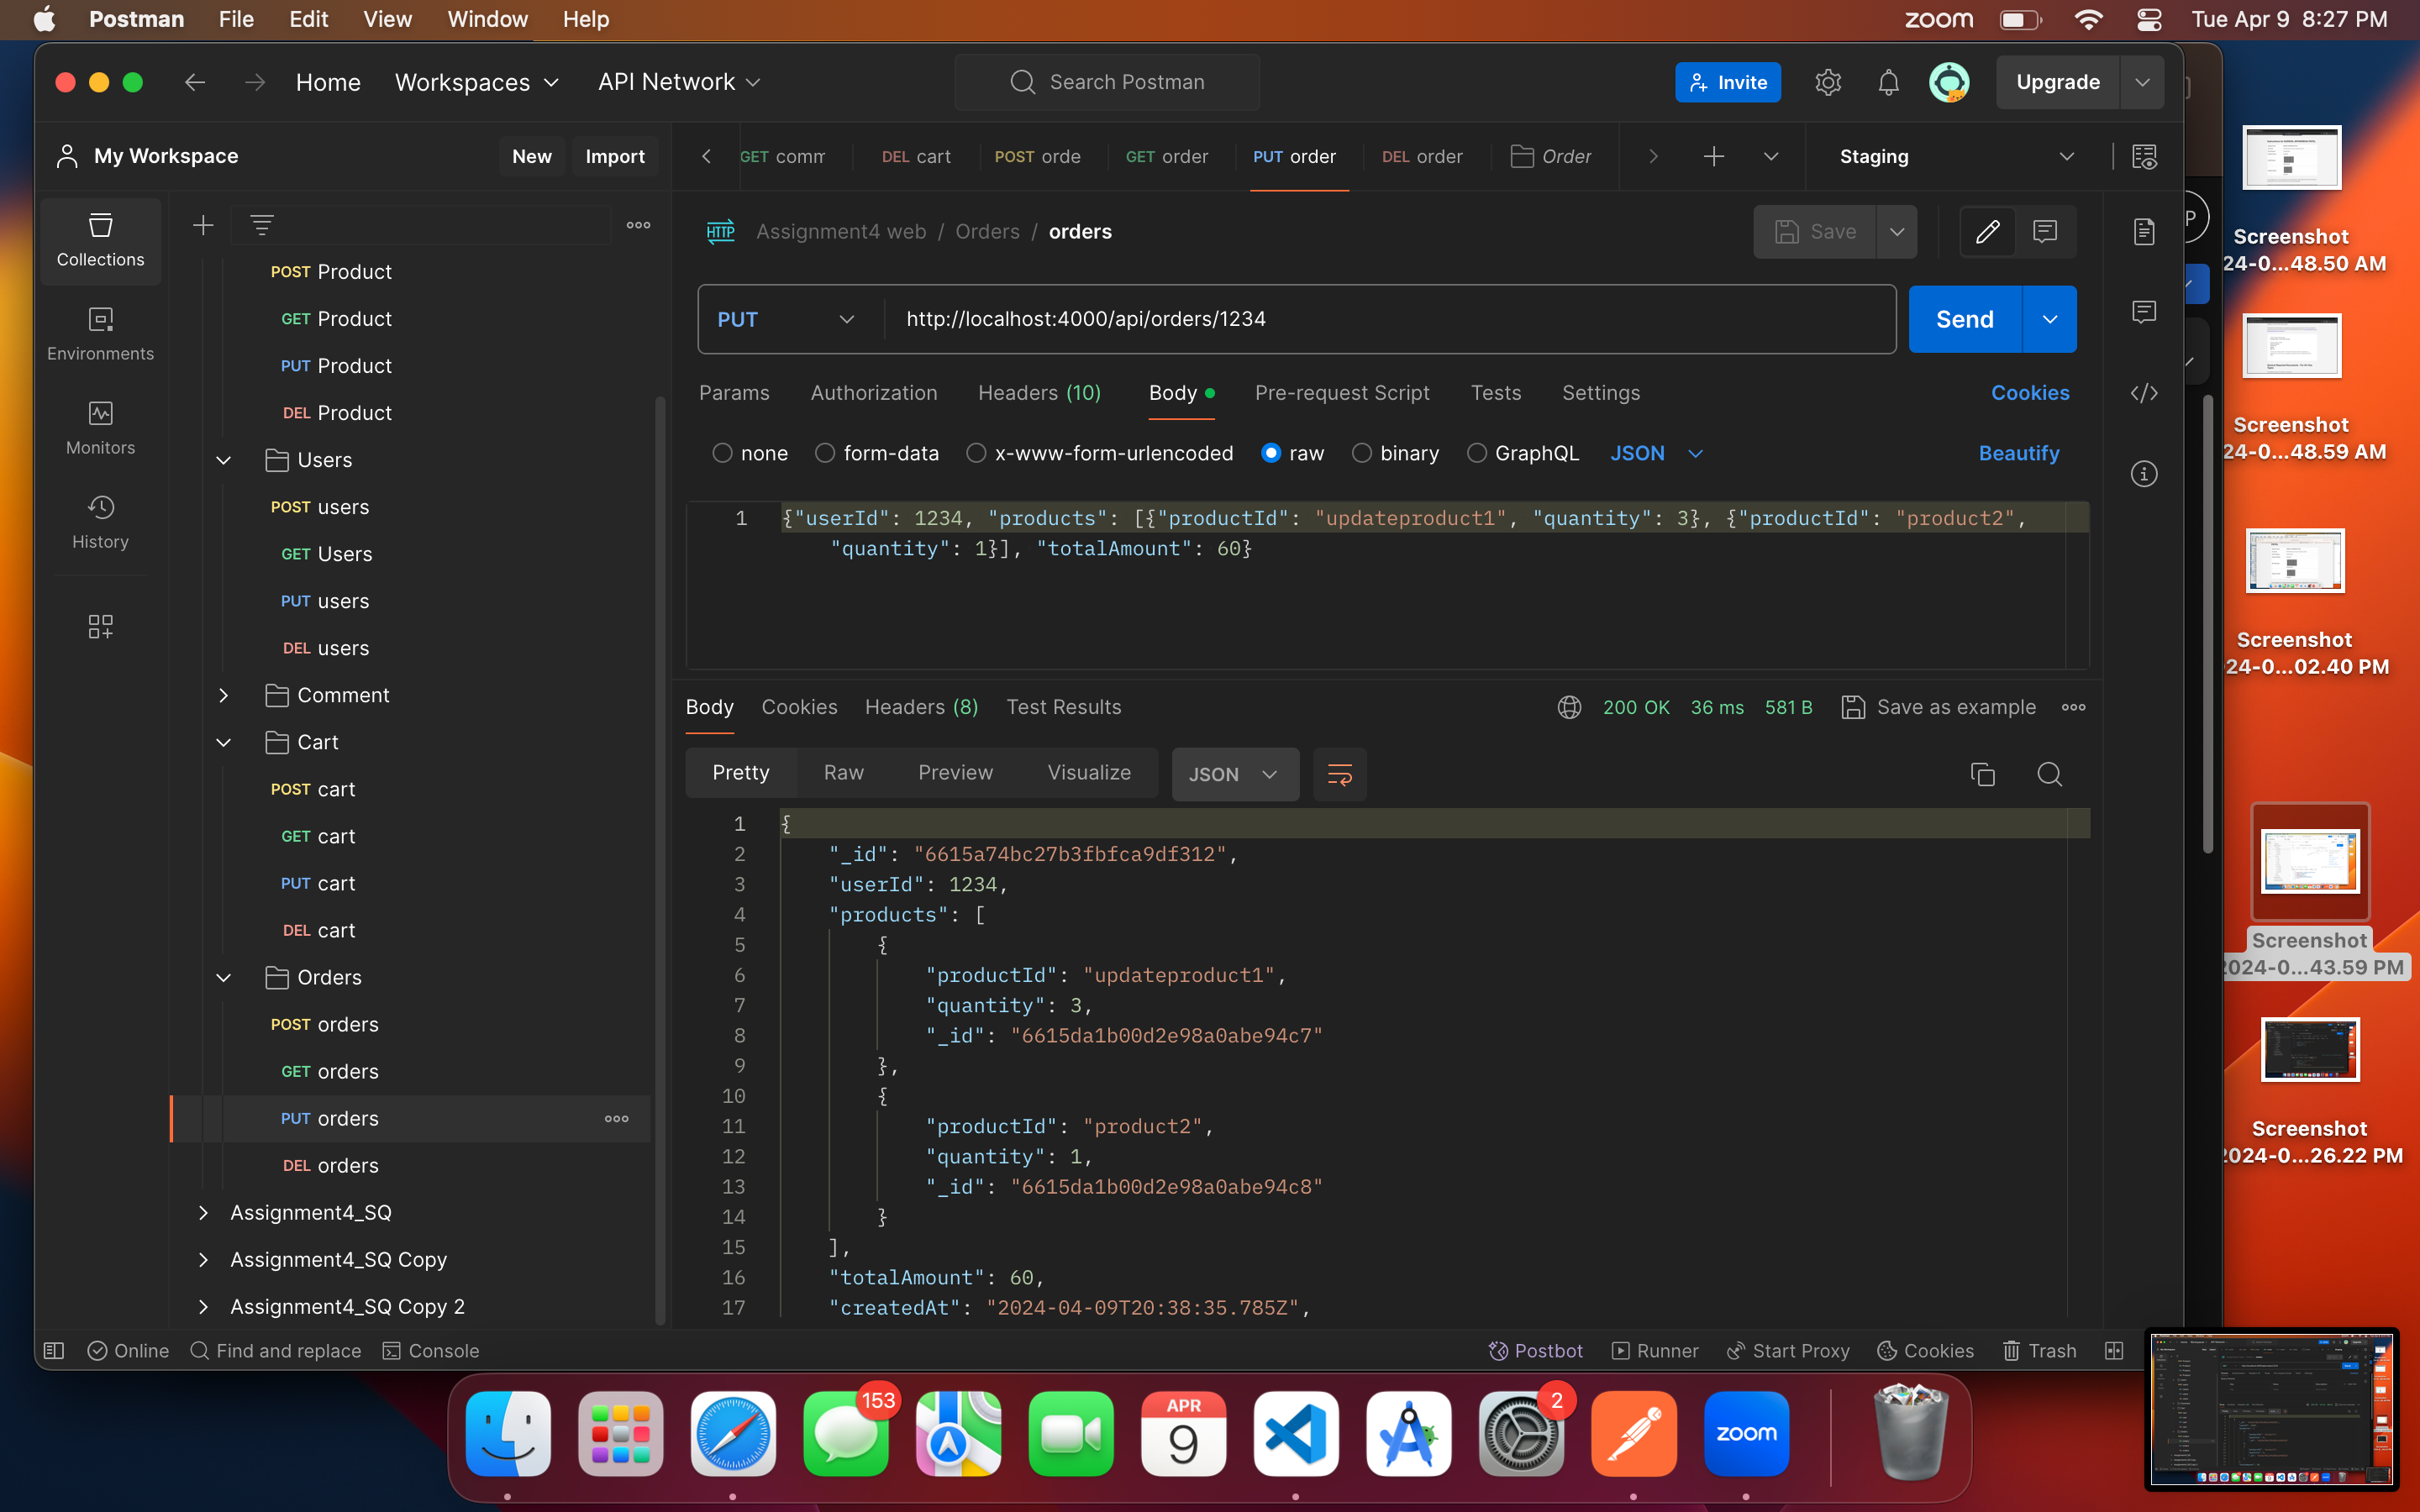 Postman File Edit View Window Help zoom Tue Apr 9 8:27 PM
Home Workspaces API Network Search Postman Invite Upgrade
My Workspace New Import GET comm DEL cart POST orde GET order PUT order DEL order Order Staging
Collections
Environments
Monitors
History
POST Product
GET Product
PUT Product
DEL Product
Users
POST users
GET Users
PUT users
DEL users
Comment
Cart
POST cart
GET cart
PUT cart
DEL cart
Orders
POST orders
GET orders
PUT orders
DEL orders
Assignment4_SQ
Assignment4_SQ Copy
Assignment4_SQ Copy 2
HTTP Assignment4 web / Orders / orders Save
PUT http://localhost:4000/api/orders/1234 Send
Params Authorization Headers (10) Body Pre-request Script Tests Settings Cookies
none form-data x-www-form-urlencoded raw binary GraphQL JSON Beautify
1 {"userId": 1234, "products": [{"productId": "updateproduct1", "quantity": 3}, {"productId": "product2",
"quantity": 1}], "totalAmount": 60}
Body Cookies Headers (8) Test Results 200 OK 36 ms 581 B Save as example
Pretty Raw Preview Visualize JSON
1 {
2 "_id": "6615a74bc27b3fbfca9df312",
3 "userId": 1234,
4 "products": [
5 {
6 "productId": "updateproduct1",
7 "quantity": 3,
8 "_id": "6615da1b00d2e98a0abe94c7"
9 },
10 {
11 "productId": "product2",
12 "quantity": 1,
13 "_id": "6615da1b00d2e98a0abe94c8"
14 }
15 ],
16 "totalAmount": 60,
17 "createdAt": "2024-04-09T20:38:35.785Z",
Online Find and replace Console Postbot Runner Start Proxy Cookies Trash
P
Screenshot
24-0...48.50 AM
Screenshot
24-0...48.59 AM
Screenshot
24-0...02.40 PM
Screenshot
2024-0...43.59 PM
Screenshot
2024-0...26.22 PM
153
APR
9
2
zoom